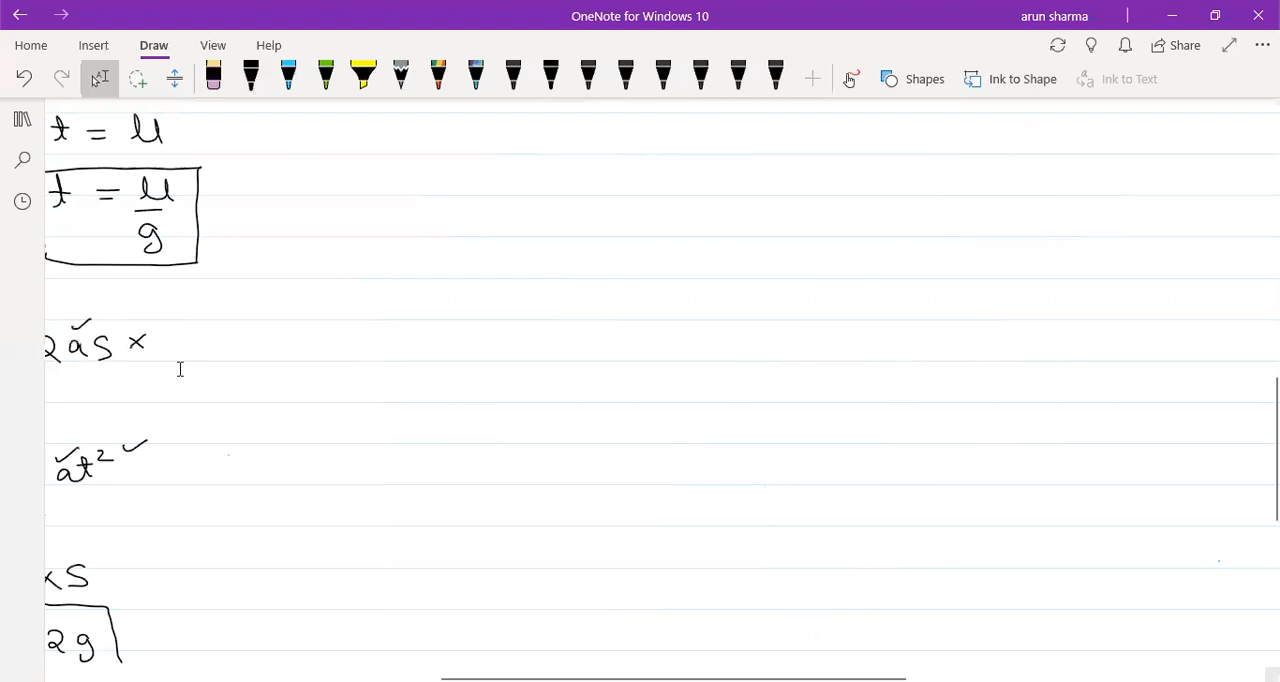 OneNote for Windows 10
arun sharma
Home Insert Draw View Help
Share
Shapes Ink to Shape Ink to Text
t = u
t = u/g
2as ×
at² ✓
×S
2g